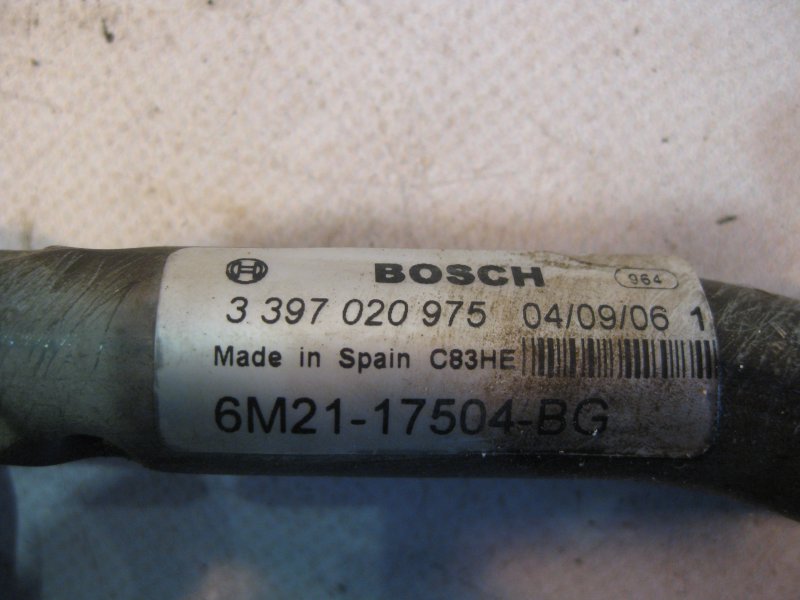 BOSCH 964
3 397 020 975 04/09/06 1
Made in Spain C83HE
6M21-17504-BG